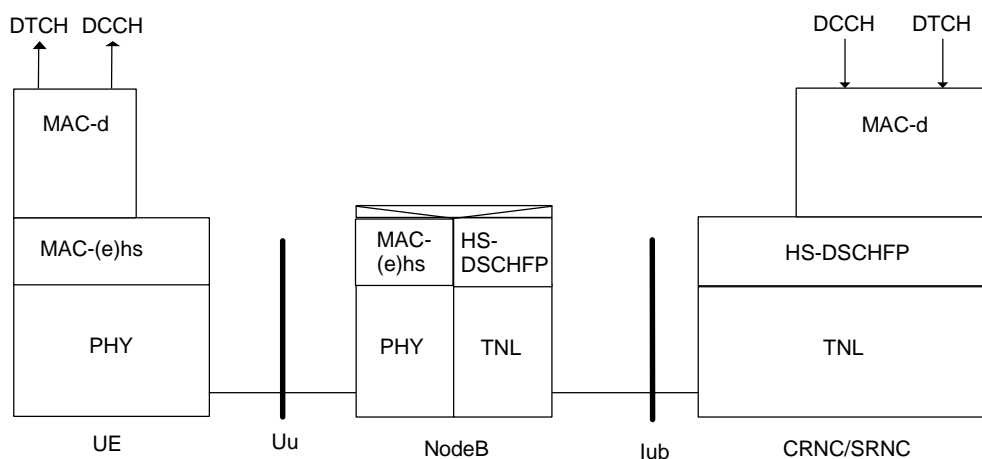 DTCH DCCH
DCCH DTCH
MAC-d
MAC-d
MAC-(e)hs
MAC-
(e)hs
HS-
DSCHFP
HS-DSCHFP
PHY
PHY
TNL
TNL
UE
Uu
NodeB
Iub
CRNC/SRNC